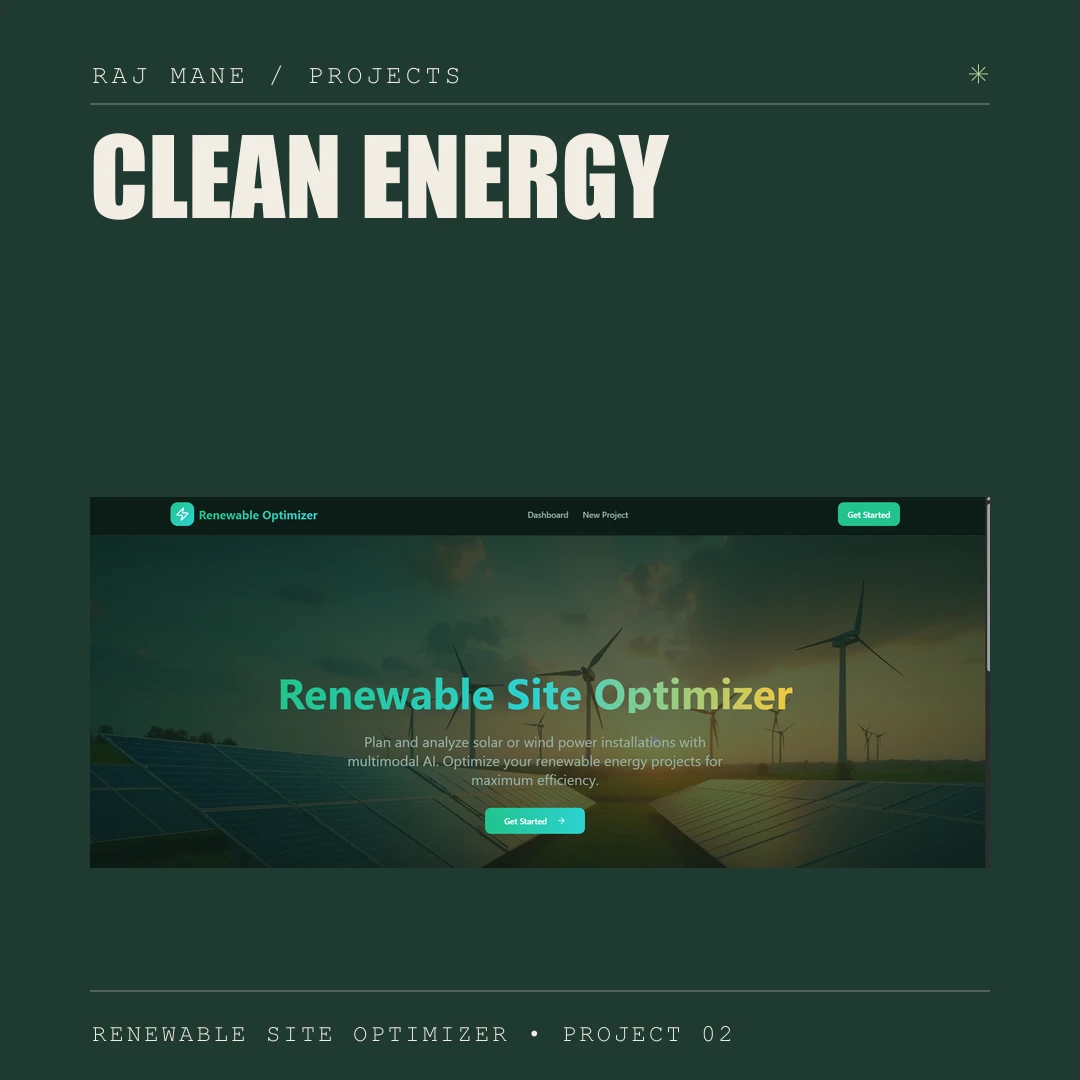 RAJ MANE / PROJECTS
CLEAN ENERGY
Renewable Optimizer
Dashboard
New Project
Get Started
Renewable Site Optimizer
Plan and analyze solar or wind power installations with
multimodal AI. Optimize your renewable energy projects for
maximum efficiency.
Get Started →
RENEWABLE SITE OPTIMIZER • PROJECT 02